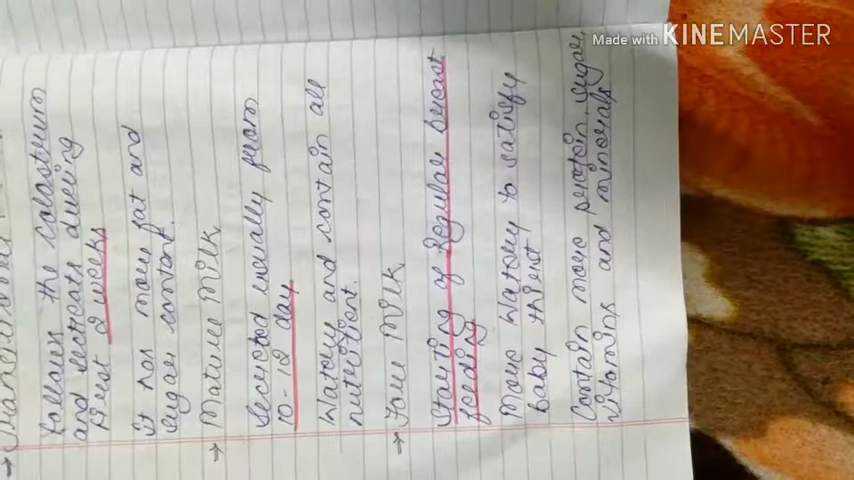 → Transitional
follows the colostrum
and secreats during
first 2 weeks
it has more fat and
sugar content.
→ Mature Milk
Secreted usually from
10-12 day
Watery and contain all
nutrition.
→ Fore Milk
Starting of Regular breast
feeding
More Watery to satisfy
baby thirst
Contain more protein, sugar,
vitamins and minerals
Made with KINEMASTER